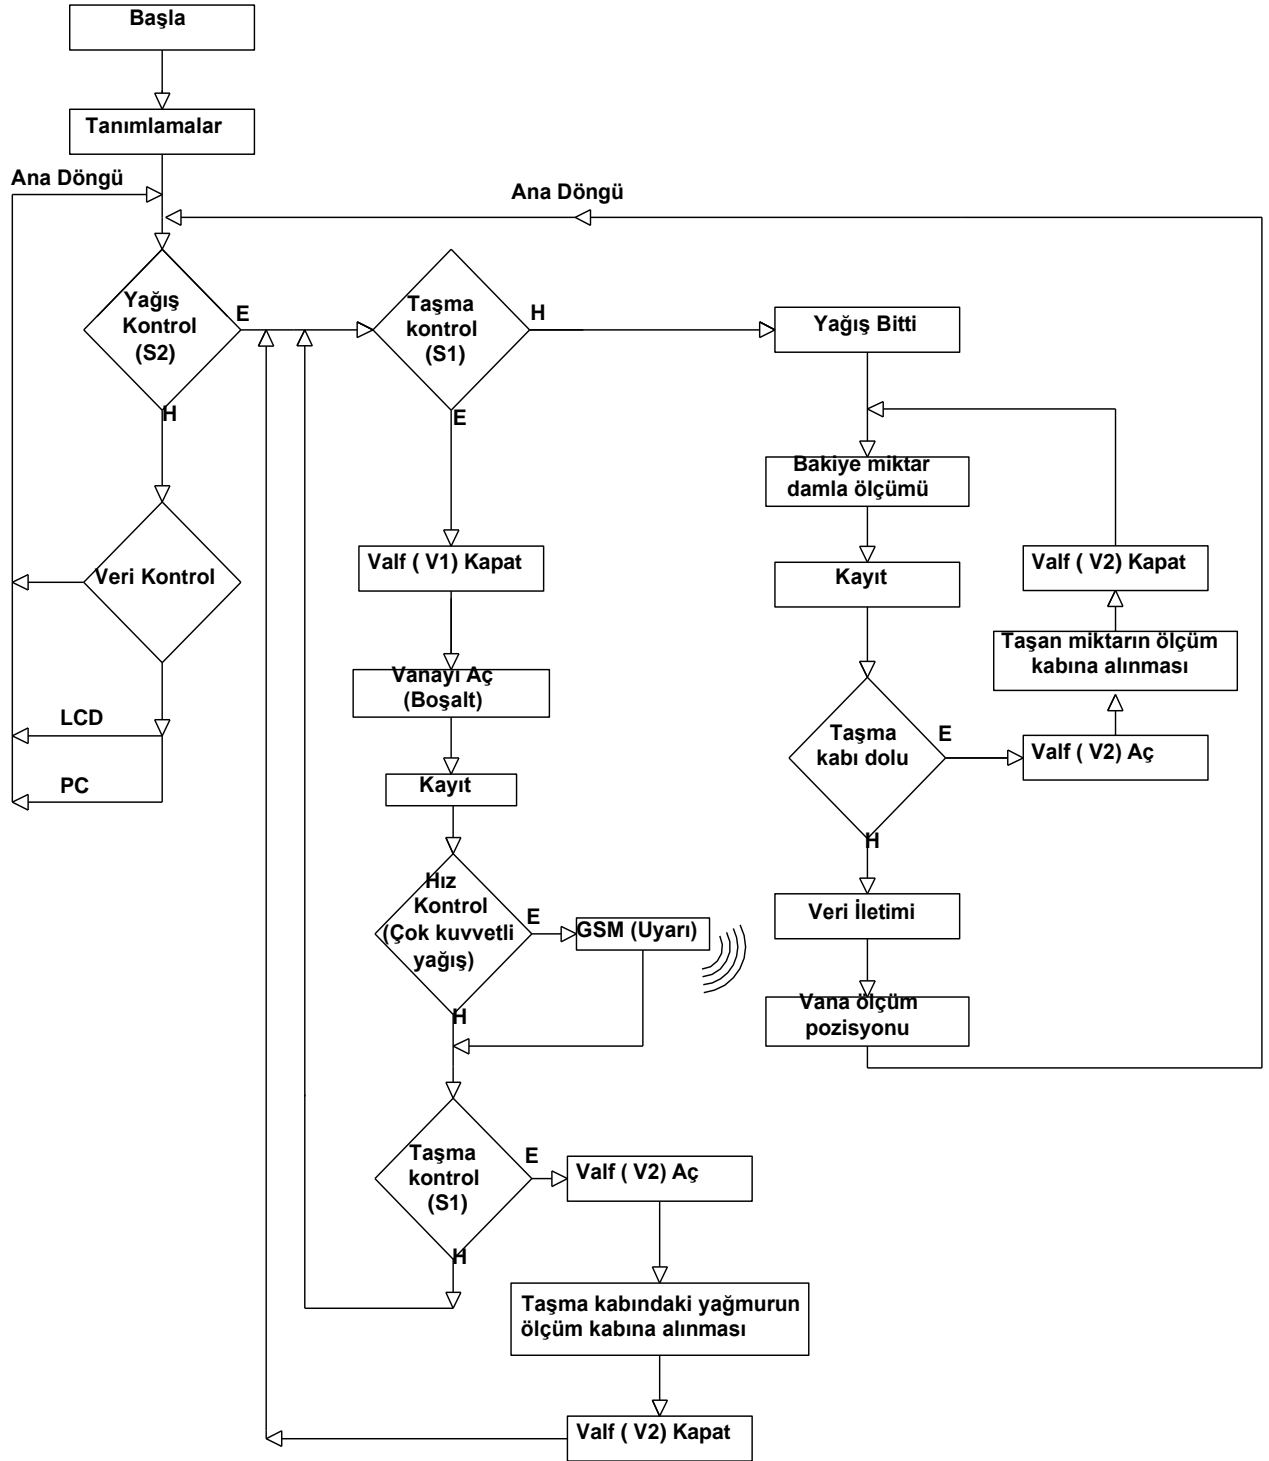 Başla
Tanımlamalar
Ana Döngü
Ana Döngü
Yağış
Kontrol
(S2)
E
H
Taşma
kontrol
(S1)
H
E
Yağış Bitti
Bakiye miktar
damla ölçümü
Kayıt
Taşma
kabı dolu
E
H
Valf ( V2) Kapat
Taşan miktarın ölçüm
kabına alınması
Valf ( V2) Aç
Veri İletimi
Vana ölçüm
pozisyonu
Veri Kontrol
LCD
PC
Valf ( V1) Kapat
Vanayı Aç
(Boşalt)
Kayıt
Hız
Kontrol
(Çok kuvvetli
yağış)
E
H
GSM (Uyarı)
Taşma
kontrol
(S1)
E
H
Valf ( V2) Aç
Taşma kabındaki yağmurun
ölçüm kabına alınması
Valf ( V2) Kapat